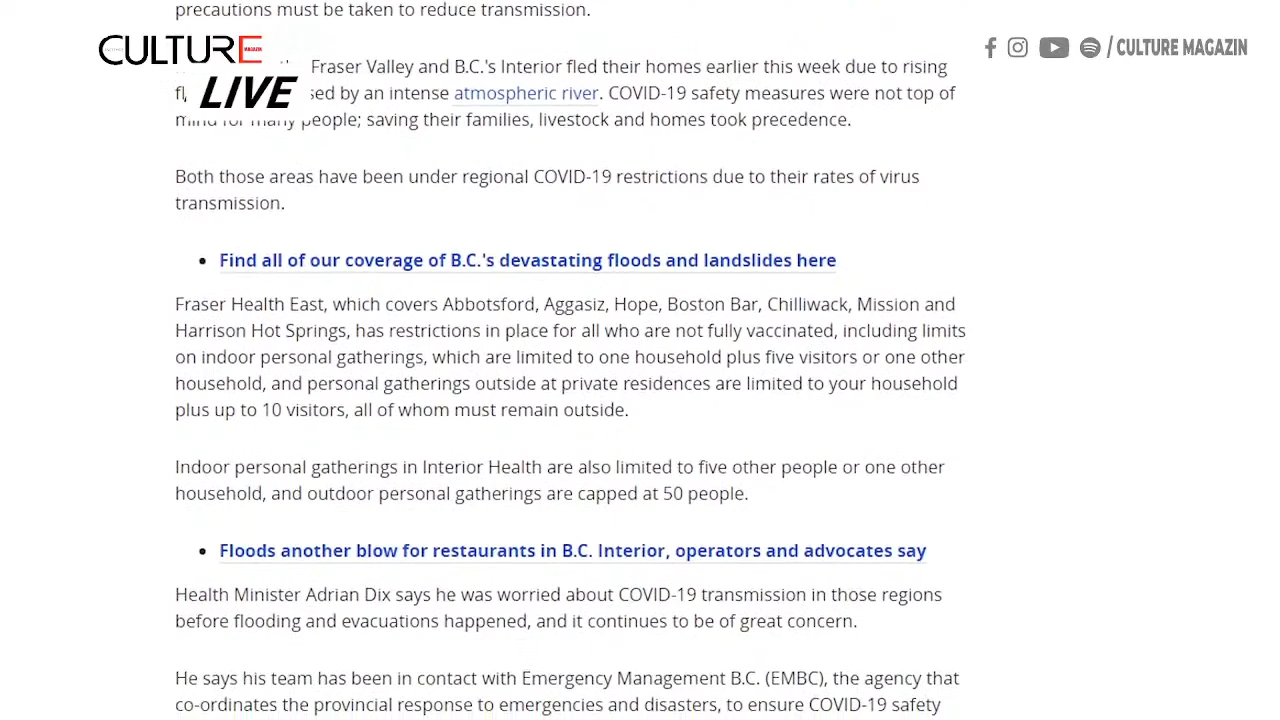 precautions must be taken to reduce transmission.
CULTURE
MAGAZIN
/ CULTURE MAGAZIN
Fraser Valley and B.C.'s Interior fled their homes earlier this week due to rising
LIVE
sed by an intense atmospheric river. COVID-19 safety measures were not top of
mind for many people; saving their families, livestock and homes took precedence.
Both those areas have been under regional COVID-19 restrictions due to their rates of virus
transmission.
• Find all of our coverage of B.C.'s devastating floods and landslides here
Fraser Health East, which covers Abbotsford, Aggasiz, Hope, Boston Bar, Chilliwack, Mission and
Harrison Hot Springs, has restrictions in place for all who are not fully vaccinated, including limits
on indoor personal gatherings, which are limited to one household plus five visitors or one other
household, and personal gatherings outside at private residences are limited to your household
plus up to 10 visitors, all of whom must remain outside.
Indoor personal gatherings in Interior Health are also limited to five other people or one other
household, and outdoor personal gatherings are capped at 50 people.
• Floods another blow for restaurants in B.C. Interior, operators and advocates say
Health Minister Adrian Dix says he was worried about COVID-19 transmission in those regions
before flooding and evacuations happened, and it continues to be of great concern.
He says his team has been in contact with Emergency Management B.C. (EMBC), the agency that
co-ordinates the provincial response to emergencies and disasters, to ensure COVID-19 safety